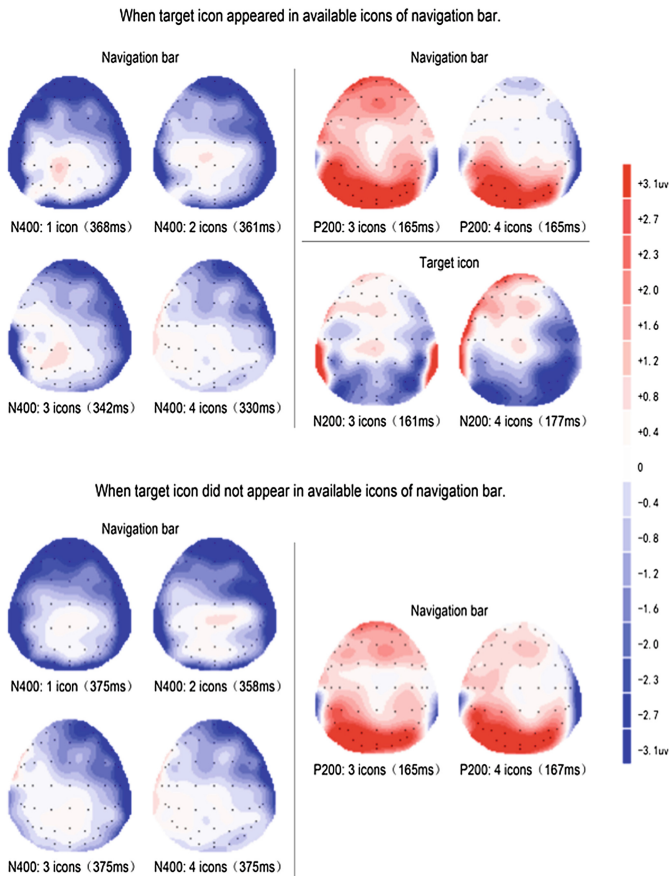 When target icon appeared in available icons of navigation bar.
Navigation bar
N400: 1 icon (368ms)
N400: 2 icons (361ms)
N400: 3 icons (342ms)
N400: 4 icons (330ms)
Navigation bar
P200: 3 icons (165ms)
P200: 4 icons (165ms)
Target icon
N200: 3 icons (161ms)
N200: 4 icons (177ms)
When target icon did not appear in available icons of navigation bar.
Navigation bar
N400: 1 icon (375ms)
N400: 2 icons (358ms)
N400: 3 icons (375ms)
N400: 4 icons (375ms)
Navigation bar
P200: 3 icons (165ms)
P200: 4 icons (167ms)
+3.1uv
+2.7
+2.3
+2.0
+1.6
+1.2
+0.8
+0.4
0
-0.4
-0.8
-1.2
-1.6
-2.0
-2.3
-2.7
-3.1uv